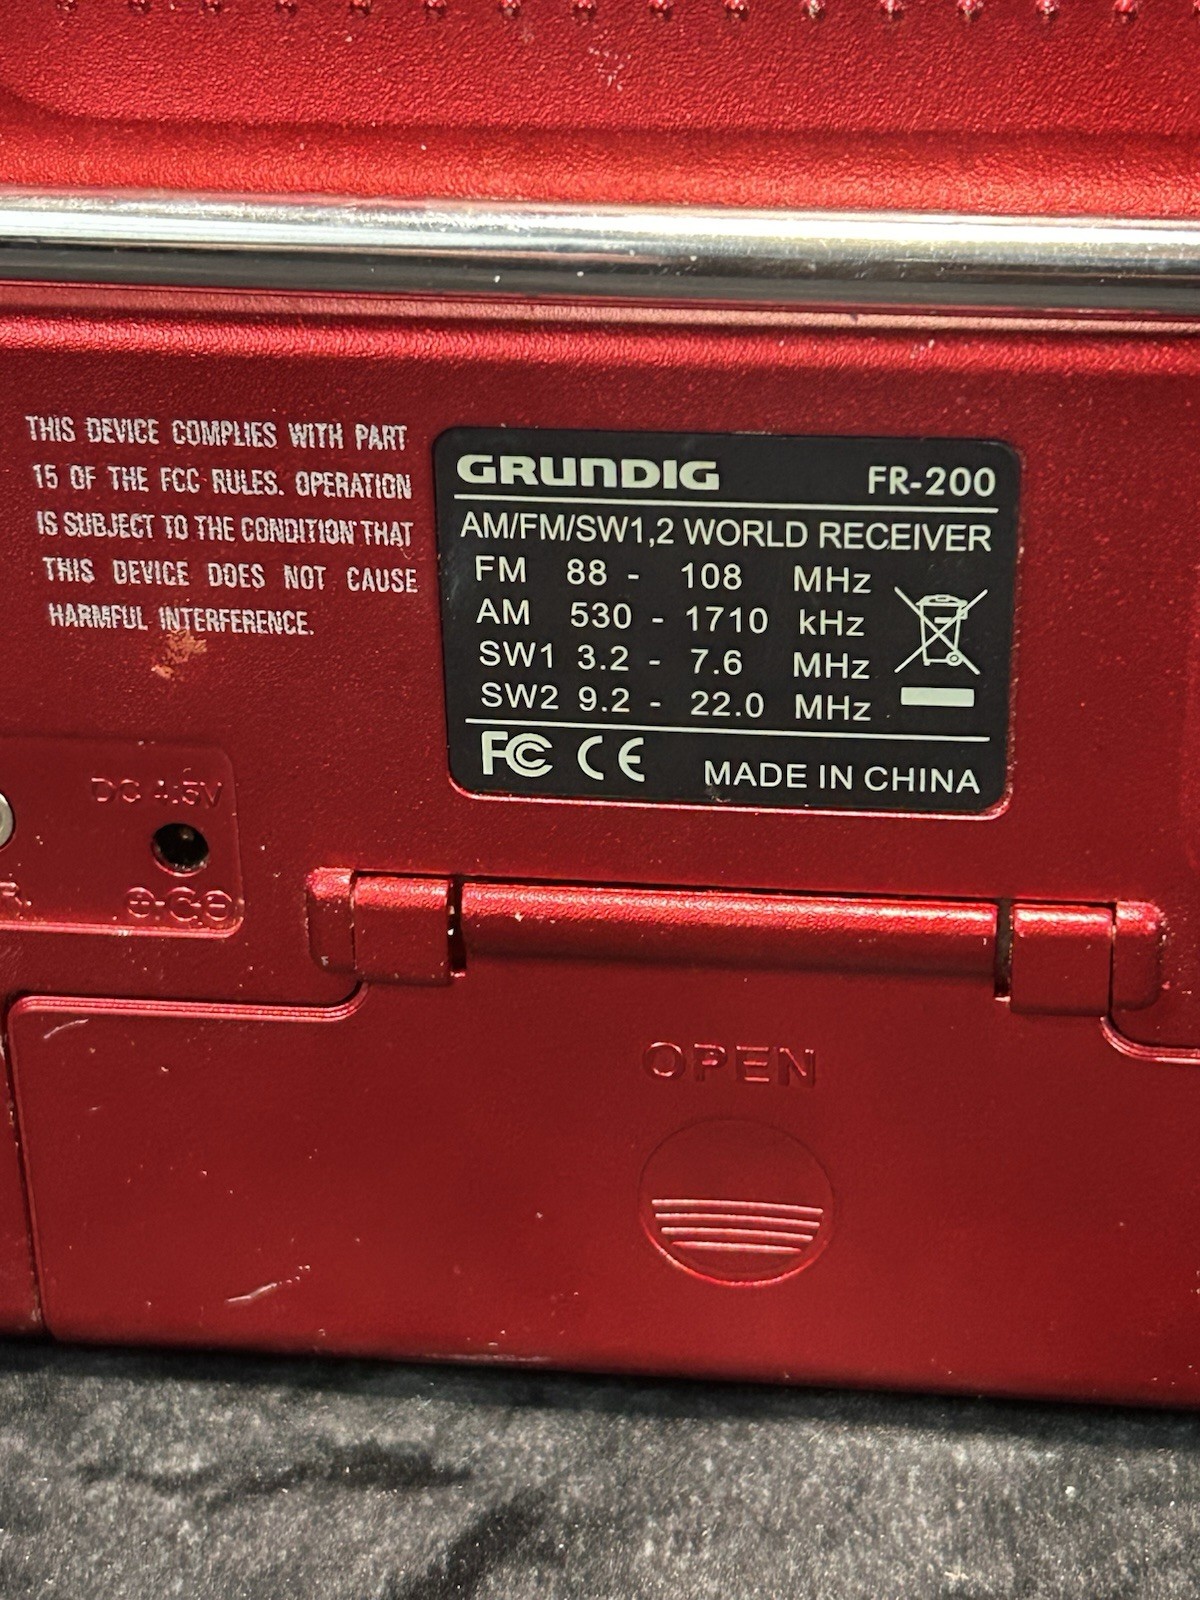 THIS DEVICE COMPLIES WITH PART
15 OF THE FCC RULES. OPERATION
IS SUBJECT TO THE CONDITION THAT
THIS DEVICE DOES NOT CAUSE
HARMFUL INTERFERENCE.
GRUNDIG FR-200
AM/FM/SW1,2 WORLD RECEIVER
FM 88 - 108 MHz
AM 530 - 1710 kHz
SW1 3.2 - 7.6 MHz
SW2 9.2 - 22.0 MHz
FC CE MADE IN CHINA
DC 4.5V
OPEN